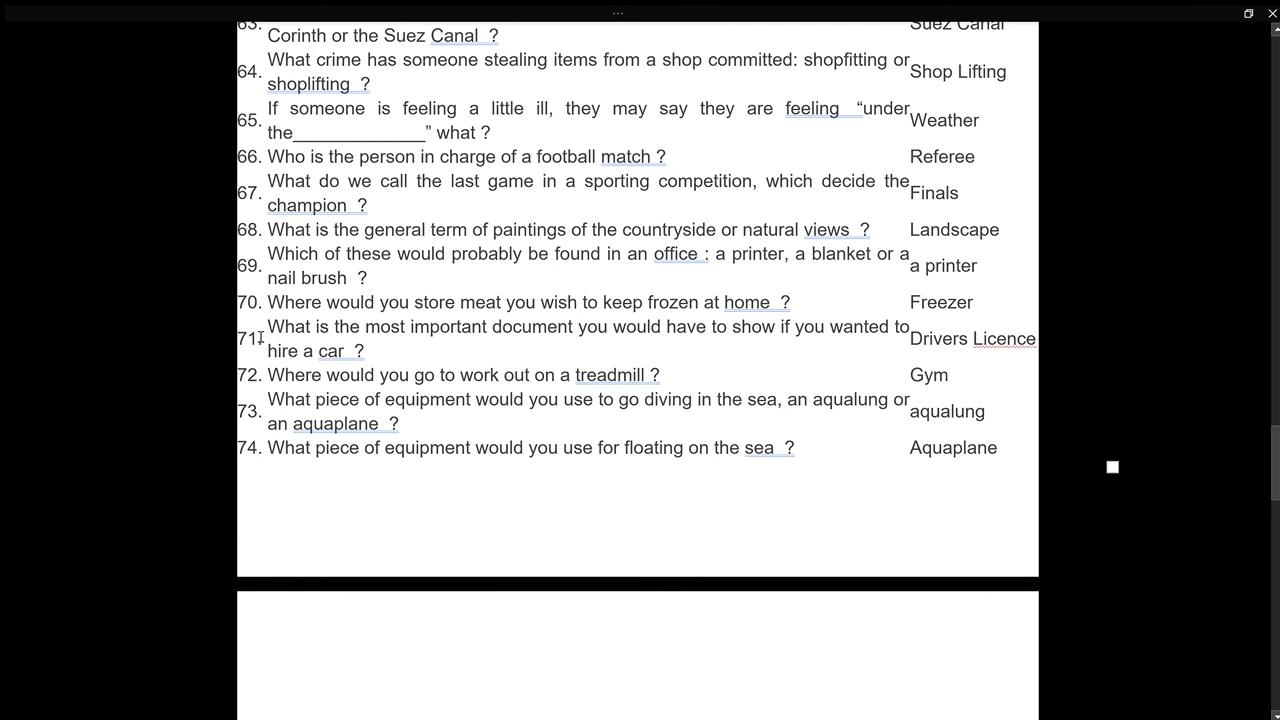 63.
Suez Canal
Corinth or the Suez Canal  ?
64. What crime has someone stealing items from a shop committed: shopfitting or
shoplifting  ?
Shop Lifting
65. If someone is feeling a little ill, they may say they are feeling  “under
the_____________” what ?
Weather
66. Who is the person in charge of a football match ?
Referee
67. What do we call the last game in a sporting competition, which decide the
champion  ?
Finals
68. What is the general term of paintings of the countryside or natural views  ?
Landscape
69. Which of these would probably be found in an office : a printer, a blanket or a
nail brush  ?
a printer
70. Where would you store meat you wish to keep frozen at home  ?
Freezer
71. What is the most important document you would have to show if you wanted to
hire a car  ?
Drivers Licence
72. Where would you go to work out on a treadmill ?
Gym
73. What piece of equipment would you use to go diving in the sea, an aqualung or
an aquaplane  ?
aqualung
74. What piece of equipment would you use for floating on the sea  ?
Aquaplane